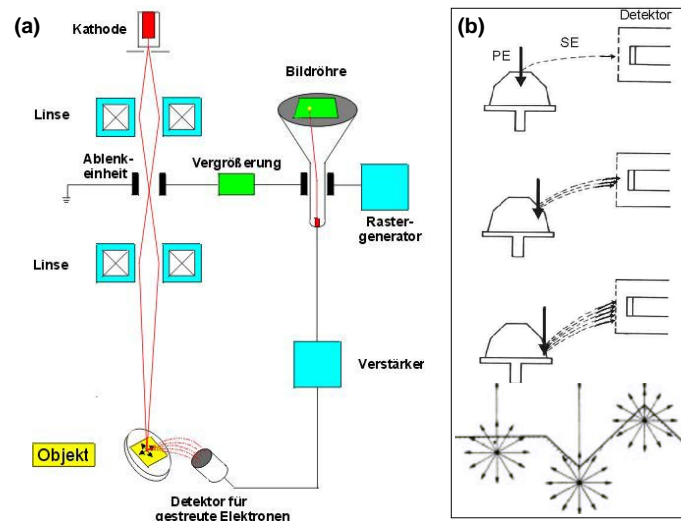 (a)
Kathode
Linse
Bildröhre
Ablenk-
einheit
Vergrößerung
Raster-
generator
Linse
Verstärker
Objekt
Detektor für
gestreute Elektronen
(b)
Detektor
PE
SE